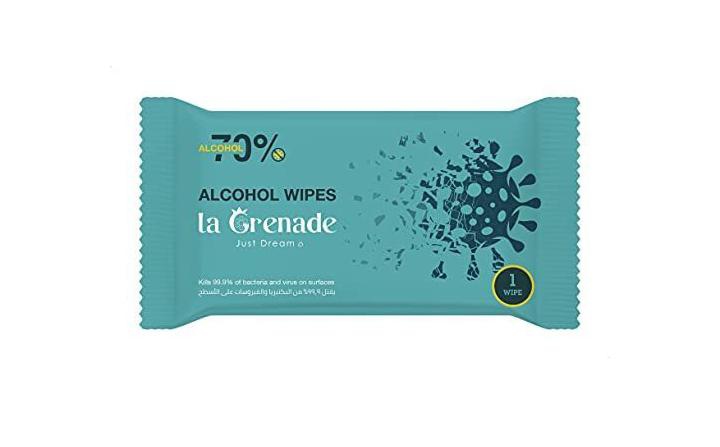 70%
ALCOHOL
ALCOHOL WIPES
la Grenade
Just Dream
Kills 99.9% of bacteria and virus on surfaces
يقتل ٩٩,٩% من البكتيريا والفيروسات على الأسطح
1
WIPE